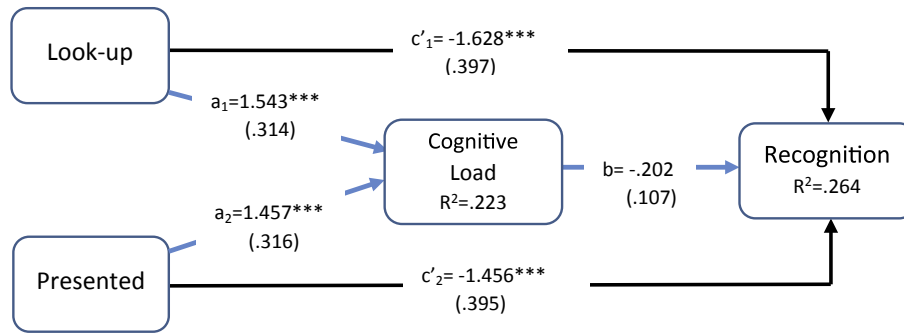 Look-up
c'₁= -1.628***
(.397)
a₁=1.543***
(.314)
Cognitive
Load
R²=.223
b= -.202
(.107)
Recognition
R²=.264
a₂=1.457***
(.316)
Presented
c'₂= -1.456***
(.395)